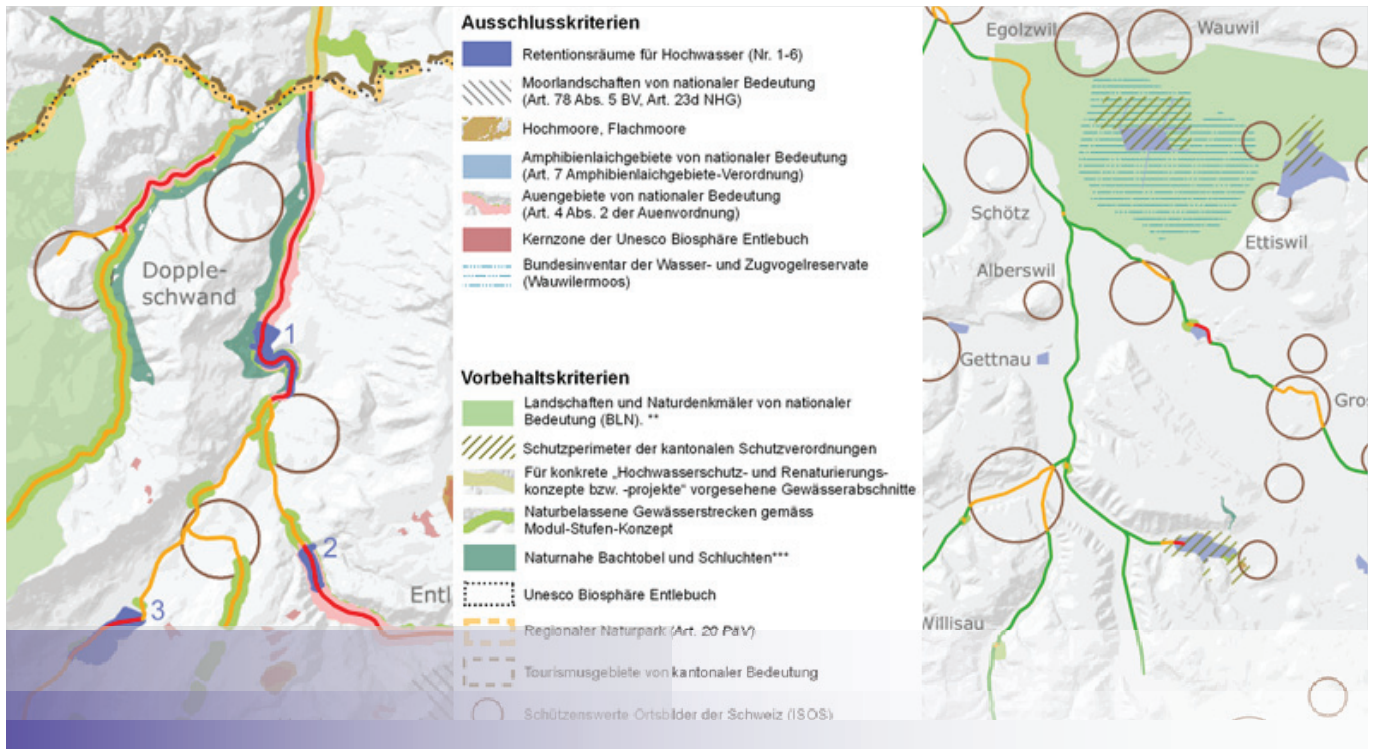 Dopple-
schwand
1
2
3
Entl
Ausschlusskriterien
Retentionsräume für Hochwasser (Nr. 1-6)
Moorlandschaften von nationaler Bedeutung
(Art. 78 Abs. 5 BV, Art. 23d NHG)
Hochmoore, Flachmoore
Amphibienlaichgebiete von nationaler Bedeutung
(Art. 7 Amphibienlaichgebiete-Verordnung)
Auengebiete von nationaler Bedeutung
(Art. 4 Abs. 2 der Auenvordnung)
Kernzone der Unesco Biosphäre Entlebuch
Bundesinventar der Wasser- und Zugvogelreservate
(Wauwilermoos)
Vorbehaltskriterien
Landschaften und Naturdenkmäler von nationaler
Bedeutung (BLN). **
Schutzperimeter der kantonalen Schutzverordnungen
Für konkrete „Hochwasserschutz- und Renaturierungs-
konzepte bzw. -projekte“ vorgesehene Gewässerabschnitte
Naturbelassene Gewässerstrecken gemäss
Modul-Stufen-Konzept
Naturnahe Bachtobel und Schluchten***
Unesco Biosphäre Entlebuch
Regionaler Naturpark (Art. 20 PäV)
Tourismusgebiete von kantonaler Bedeutung
Schützenswerte Ortsbilder der Schweiz (ISOS)
Egolzwil
Wauwil
Schötz
Ettiswil
Alberswil
Gettnau
Gros
Willisau